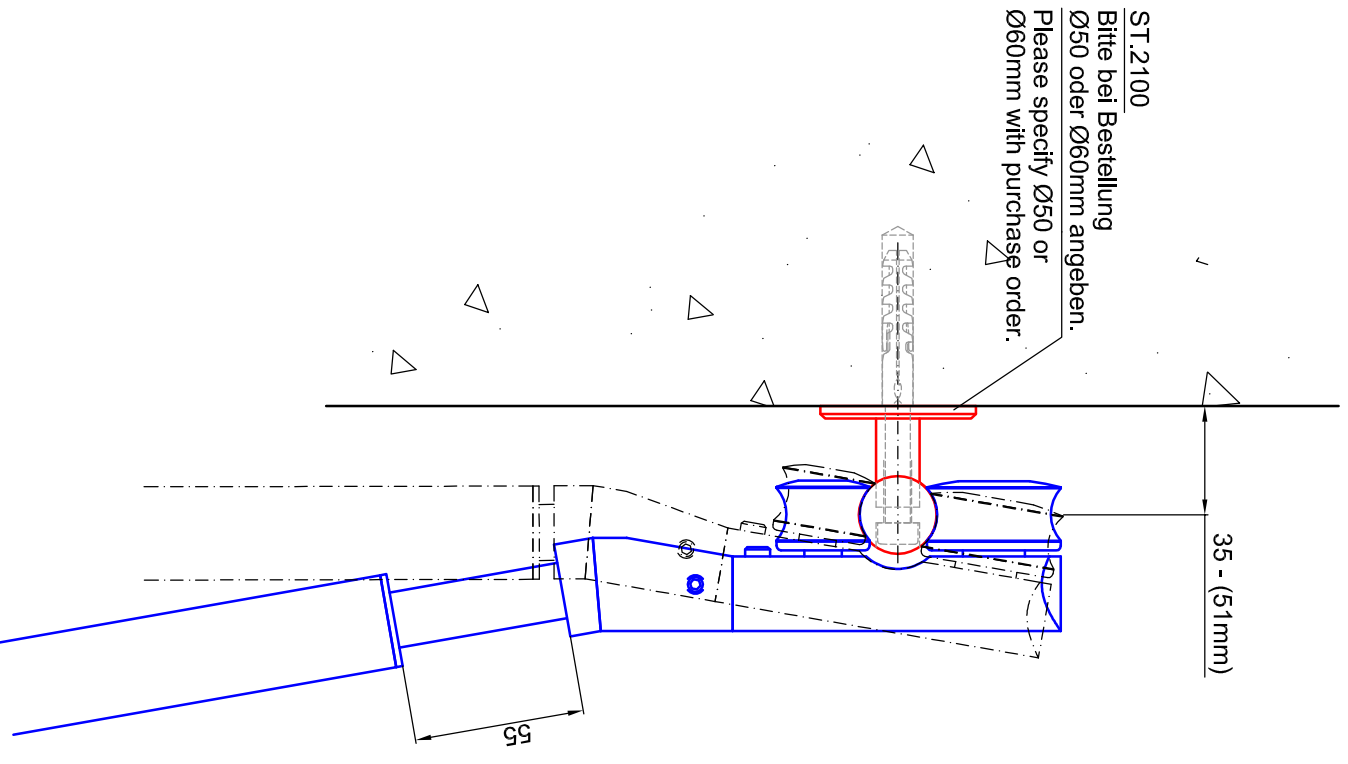 ST.2100
Bitte bei Bestellung
Ø50 oder Ø60mm angeben.
Please specify Ø50 or
Ø60mm with purchase order.
35 - (51mm)
55